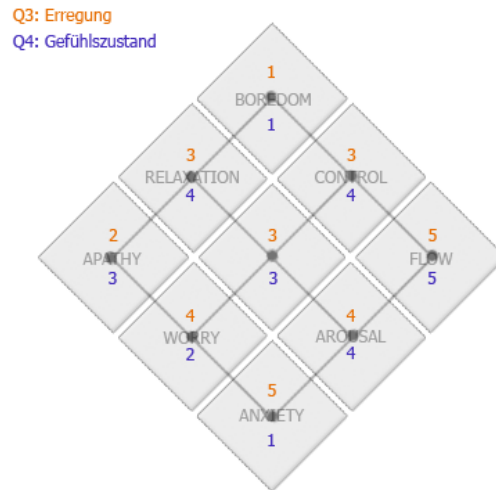 Q3: Erregung
Q4: Gefühlszustand
1
BOREDOM
1
3
RELAXATION
4
3
CONTROL
4
2
APATHY
3
3
3
5
FLOW
5
4
WORRY
2
4
AROUSAL
4
5
ANXIETY
1